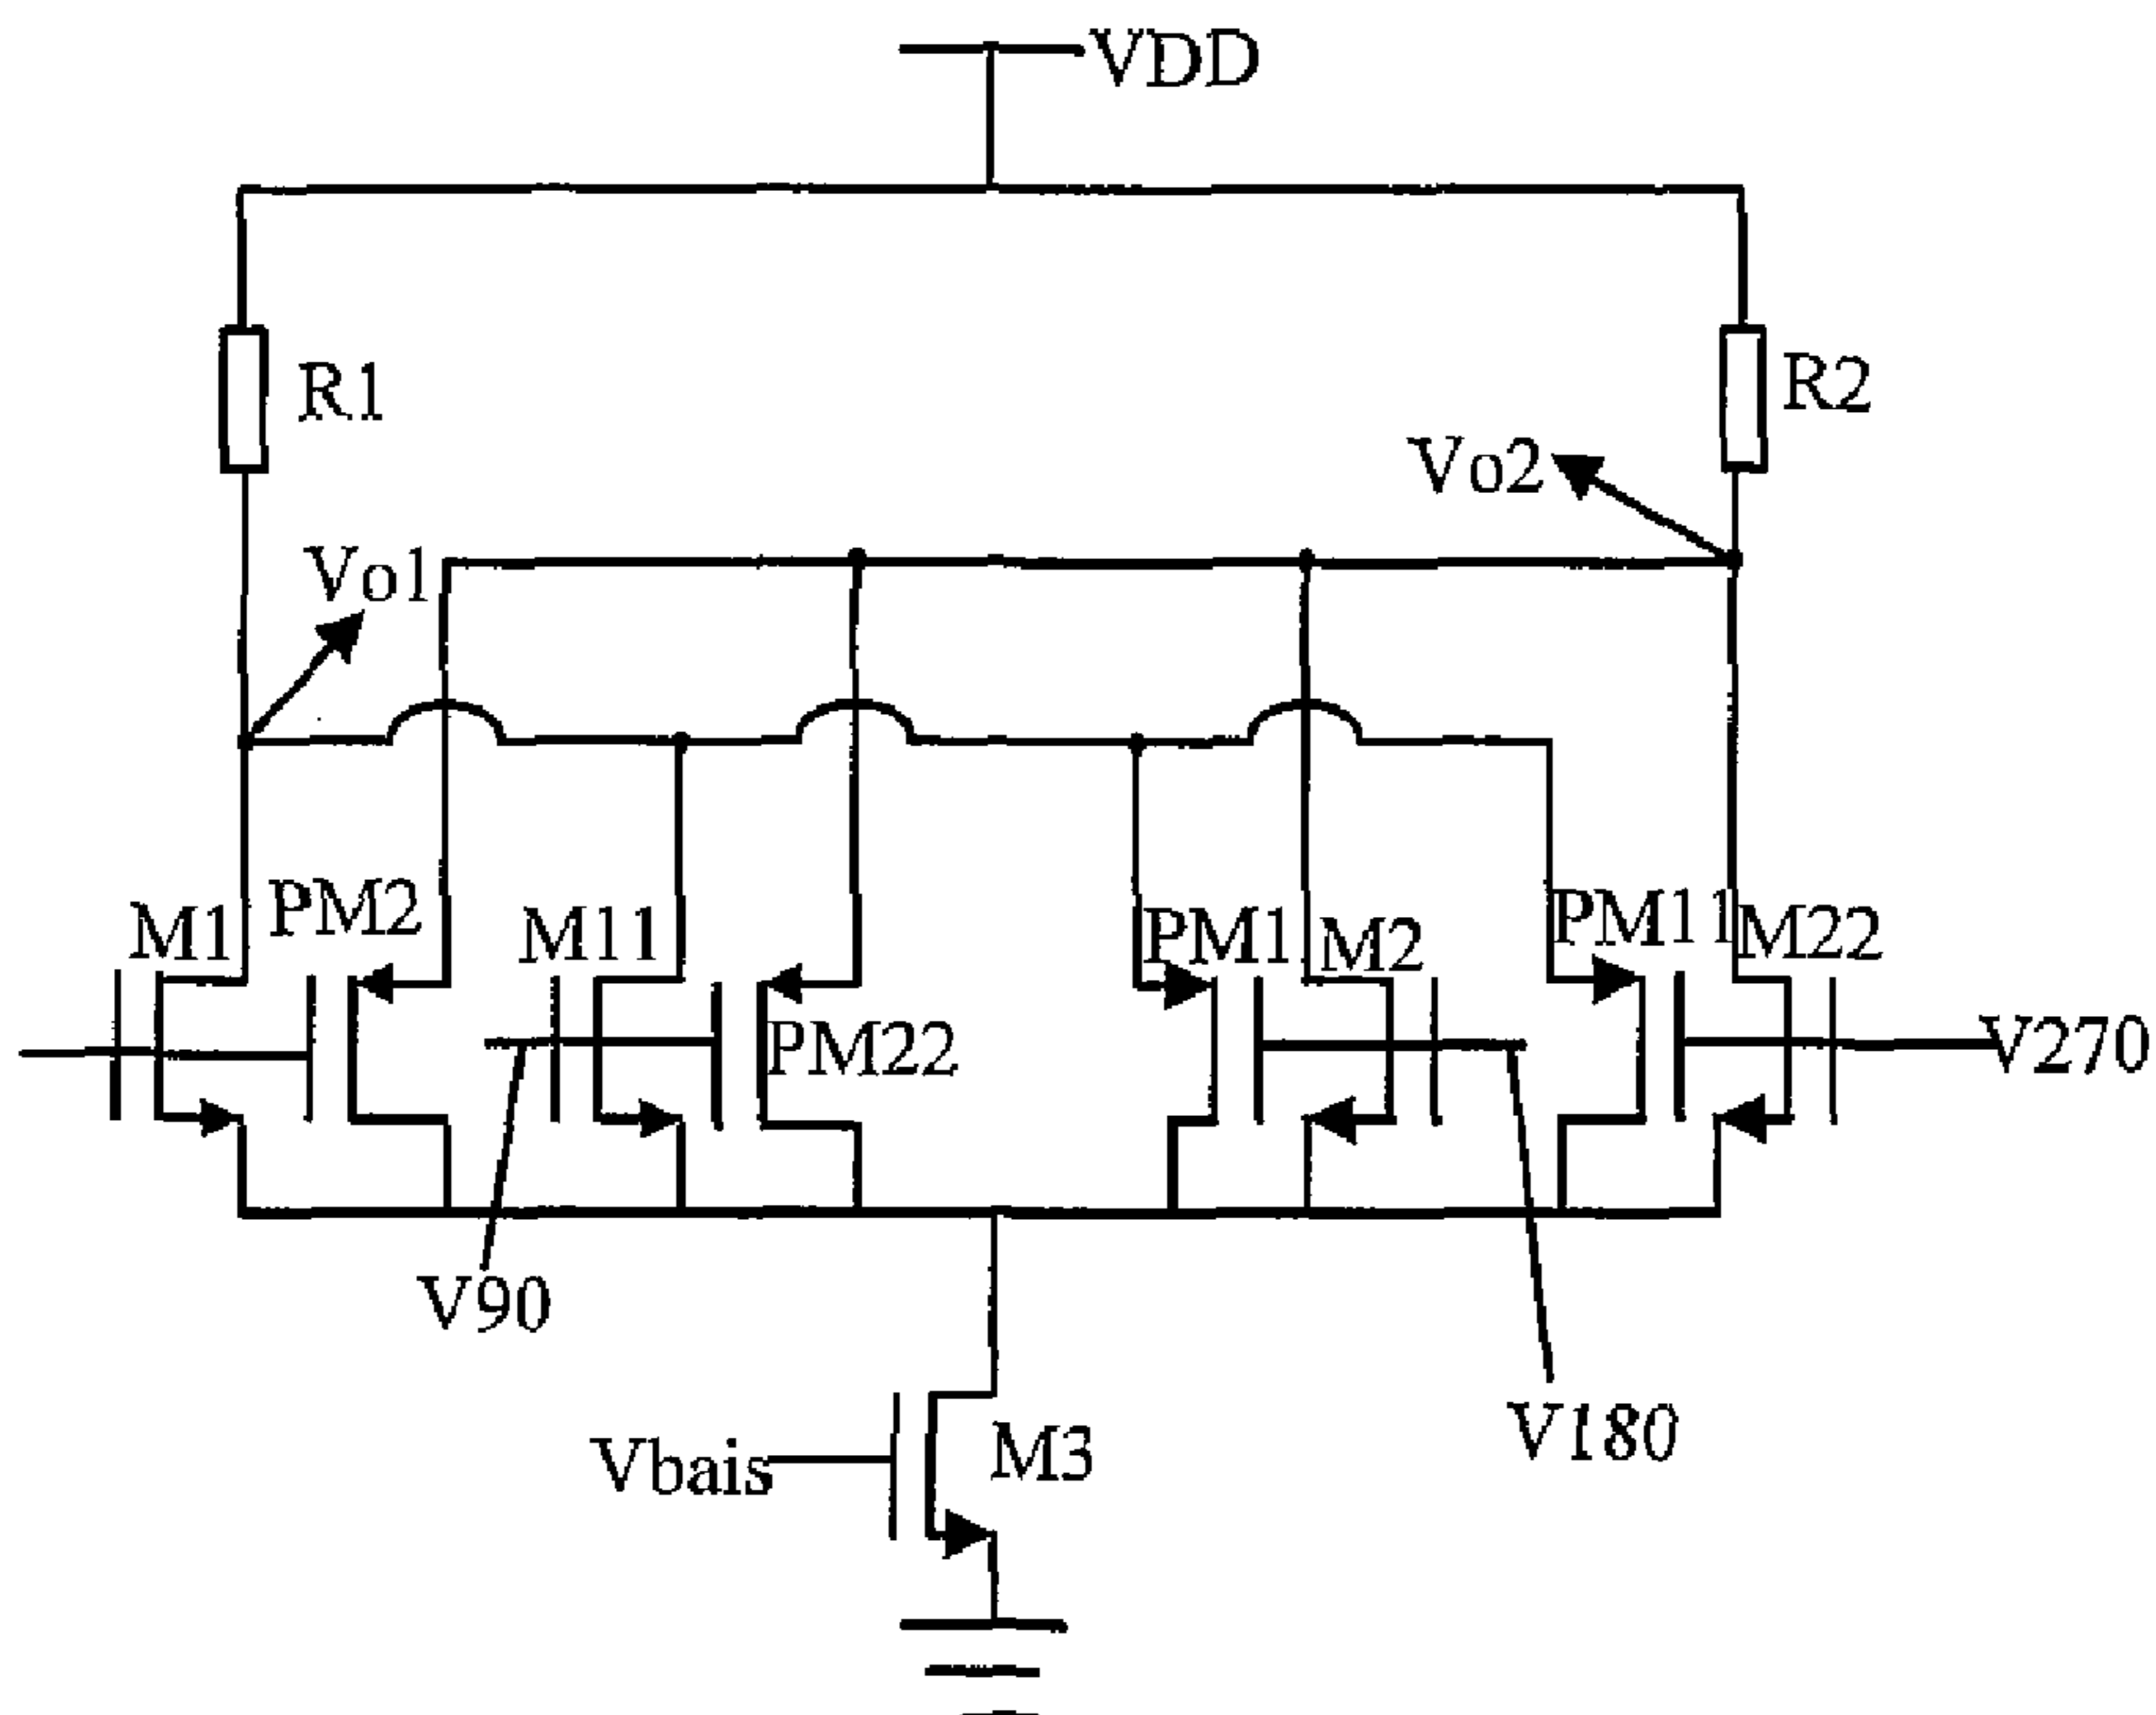 VDD
R1
R2
Vo2
Vo1
M1
PM2
M11
PM1
M2
PM11
M22
PM22
V270
V90
V180
Vbais
M3